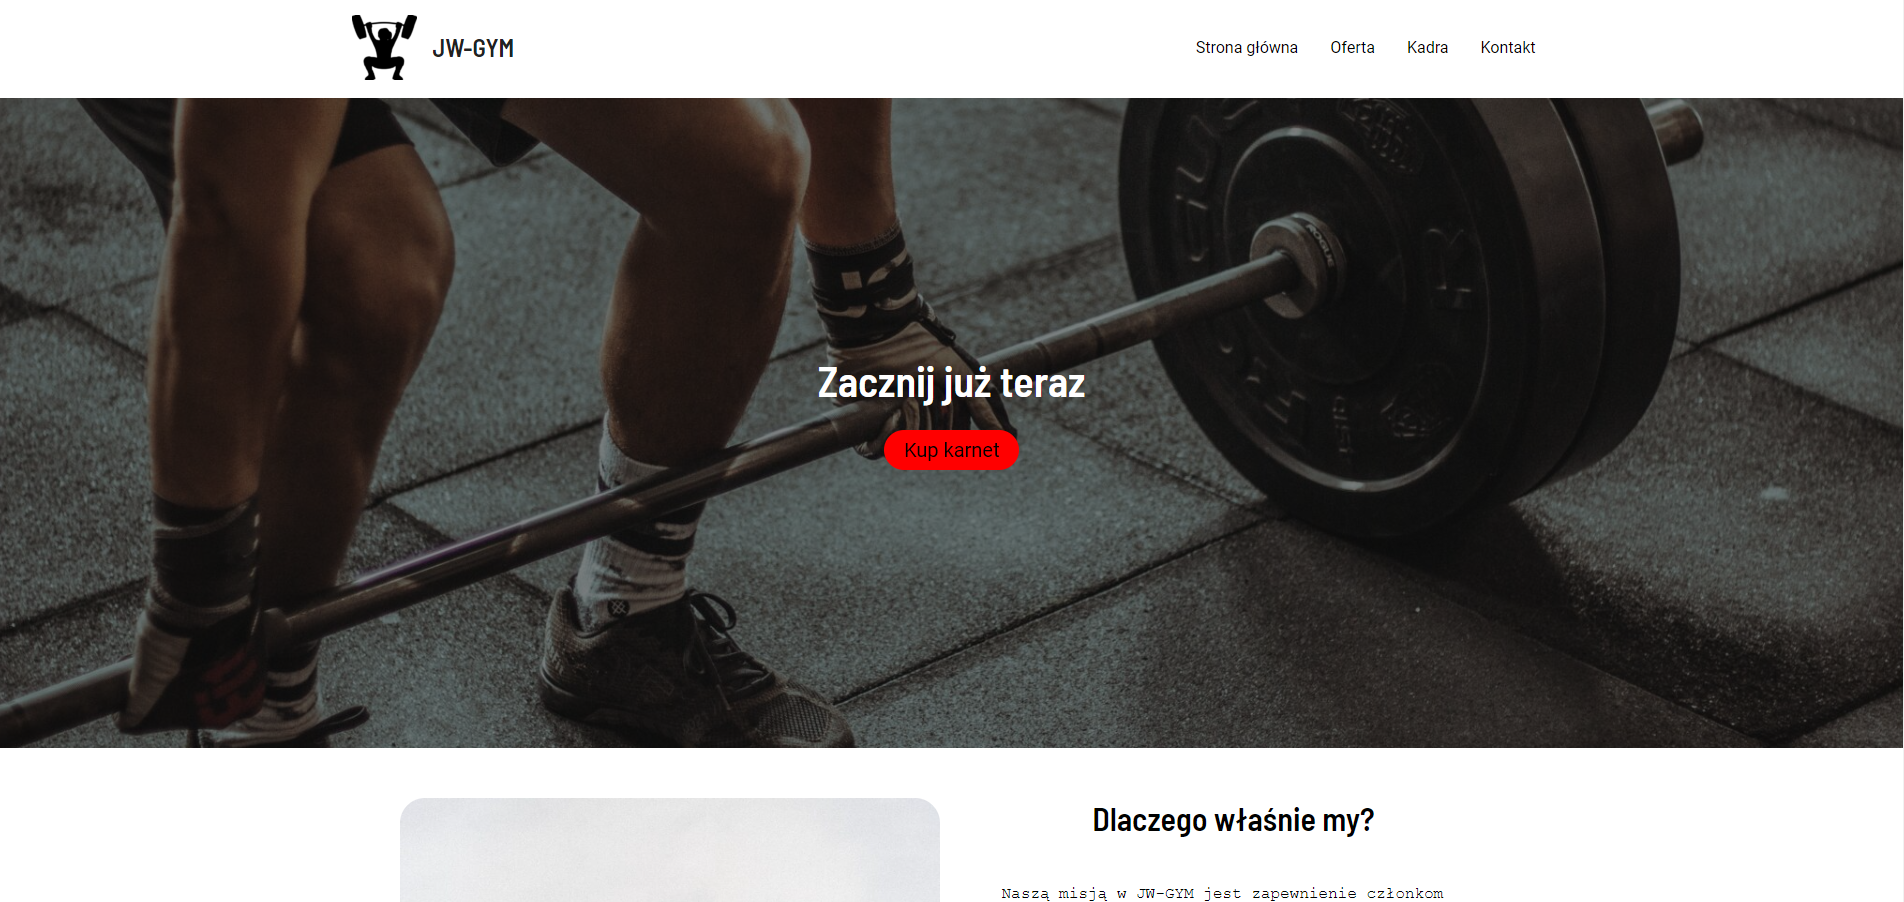 JW-GYM
Strona główna Oferta Kadra Kontakt
ROGUE
Zacznij już teraz
Kup karnet
Dlaczego właśnie my?
Naszą misją w JW-GYM jest zapewnienie członkom